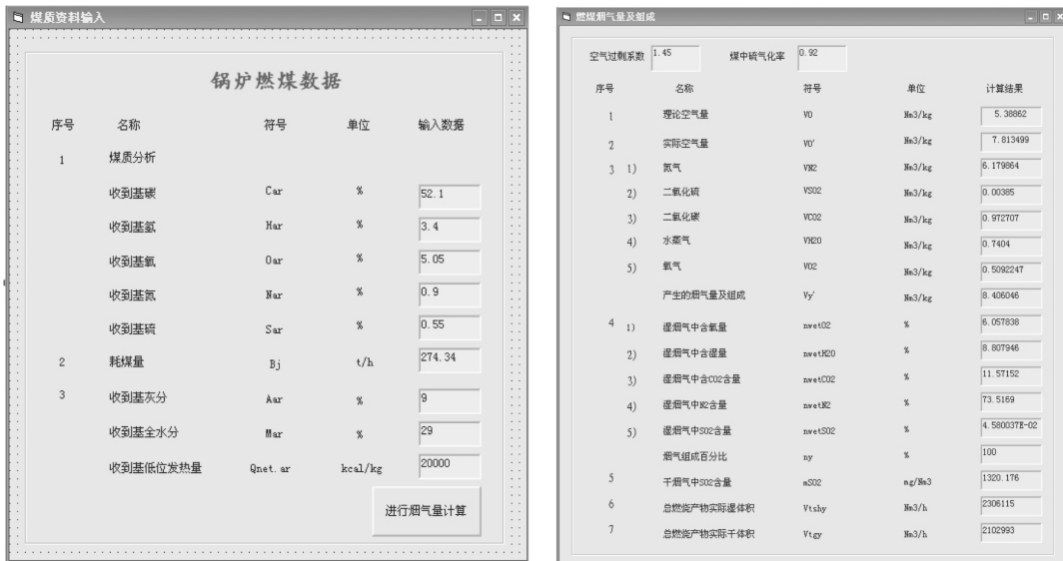 煤质资料输入
锅炉燃煤数据
序号 名称 符号 单位 输入数据
1 煤质分析
收到基碳 Car % 52.1
收到基氢 Har % 3.4
收到基氧 Oar % 5.05
收到基氮 Nar % 0.9
收到基硫 Sar % 0.55
2 耗煤量 Bj t/h 274.34
3 收到基灰分 Aar % 9
收到基全水分 Mar % 29
收到基低位发热量 Qnet.ar kcal/kg 20000
进行烟气量计算
燃煤烟气量及组成
空气过剩系数 1.45 煤中硫气化率 0.92
序号 名称 符号 单位 计算结果
1 理论空气量 V0 Nm3/kg 5.38862
2 实际空气量 V0' Nm3/kg 7.813499
3 1) 氮气 VN2 Nm3/kg 6.179864
2) 二氧化硫 VSO2 Nm3/kg 0.00385
3) 二氧化碳 VCO2 Nm3/kg 0.972707
4) 水蒸气 VH2O Nm3/kg 0.7404
5) 氧气 VO2 Nm3/kg 0.5092247
产生的烟气量及组成 Vy' Nm3/kg 8.406046
4 1) 湿烟气中含氧量 nwetO2 % 6.057838
2) 湿烟气中含湿量 nwetH2O % 8.807946
3) 湿烟气中含CO2含量 nwetCO2 % 11.57152
4) 湿烟气中N2含量 nwetN2 % 73.5169
5) 湿烟气中SO2含量 nwetSO2 % 4.580037E-02
烟气组成百分比 ny % 100
5 干烟气中SO2含量 mSO2 mg/Nm3 1320.176
6 总燃烧产物实际湿体积 Vtshy Nm3/h 2306115
7 总燃烧产物实际干体积 Vtgy Nm3/h 2102993